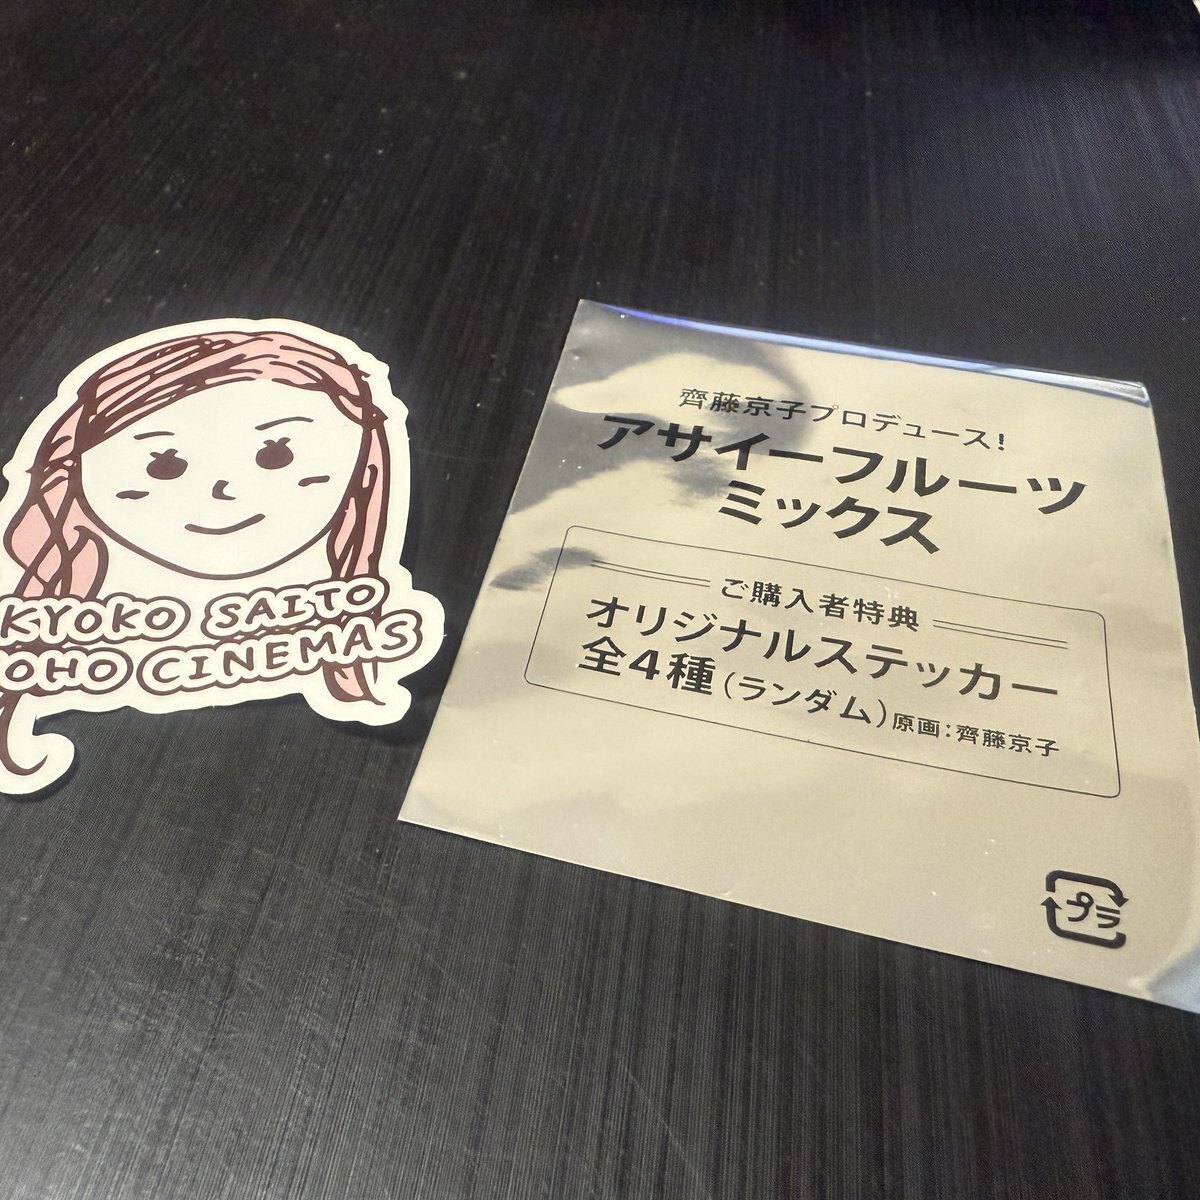 KYOKO SAITO
OHO CINEMAS
齊藤京子プロデュース!
アサイーフルーツ
ミックス
ご購入者特典
オリジナルステッカー
全4種(ランダム)原画:齊藤京子
プラ